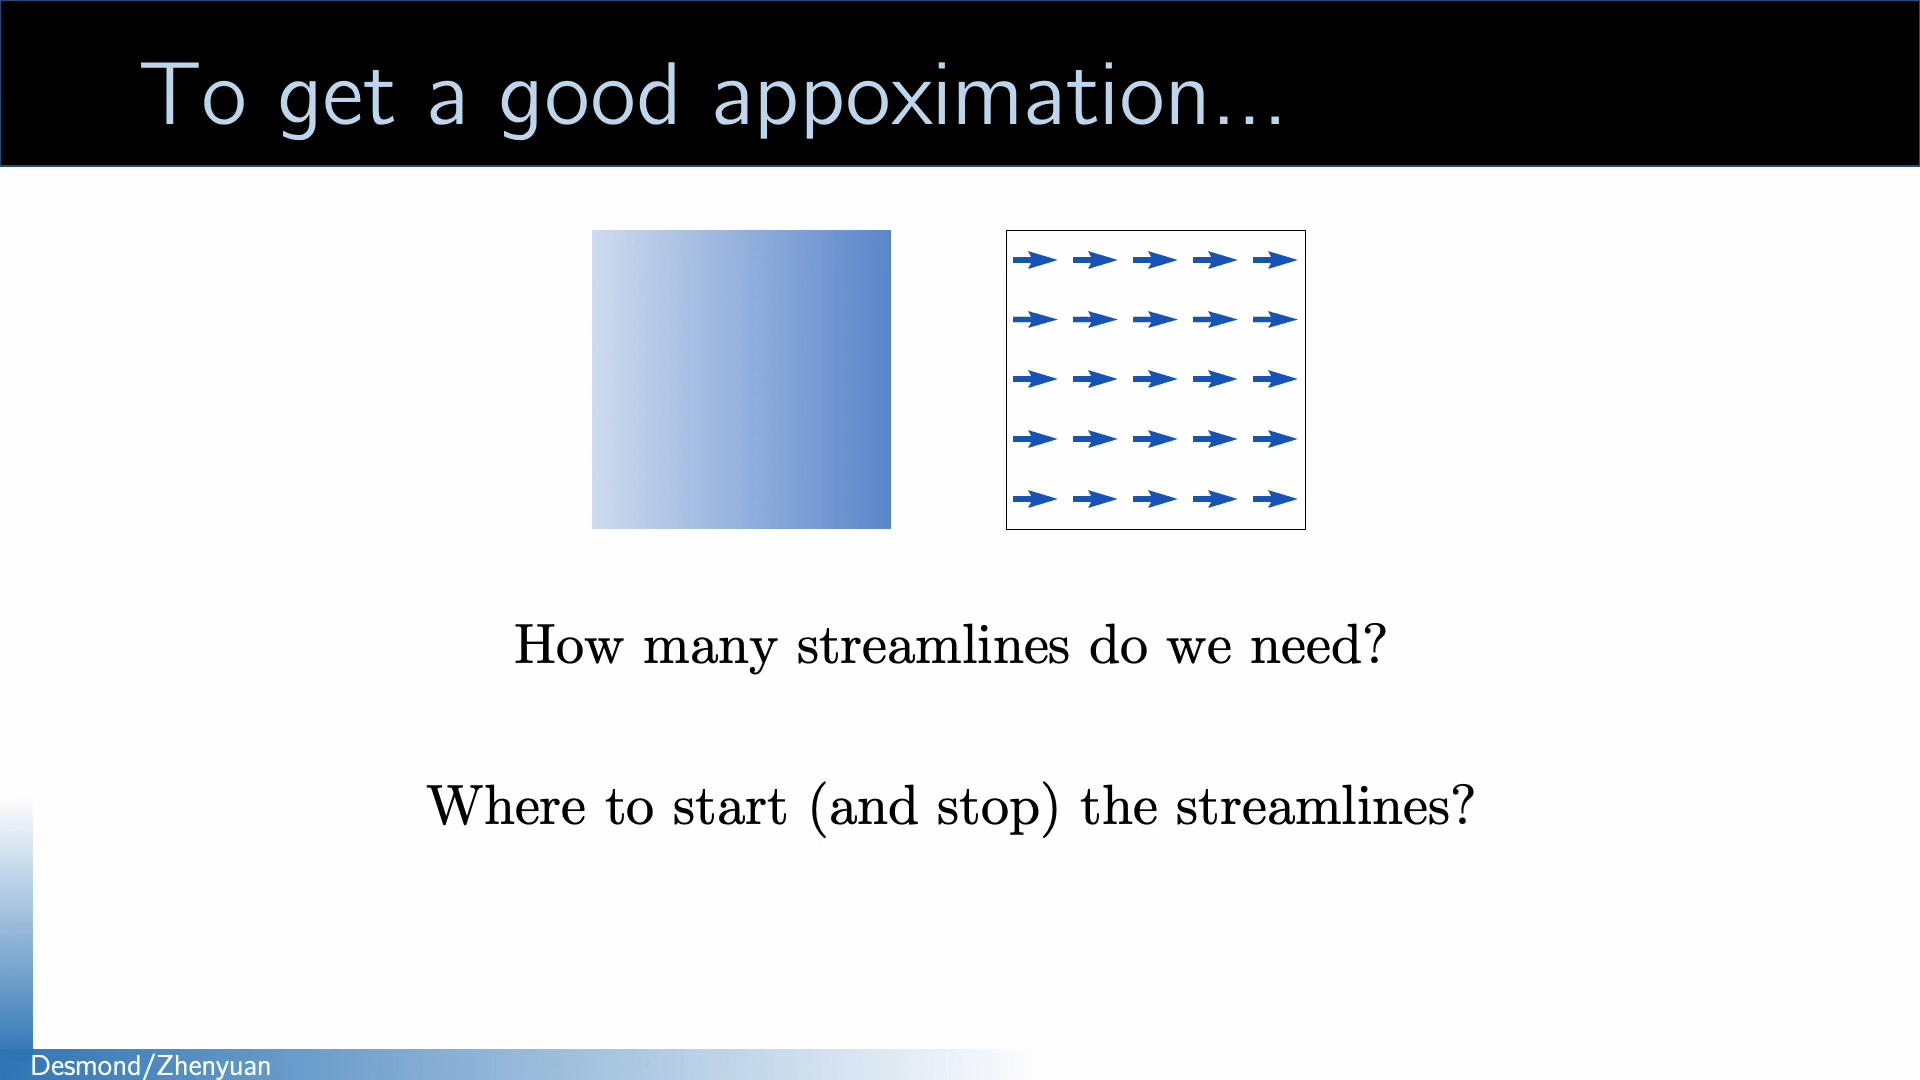 To get a good appoximation...
How many streamlines do we need?
Where to start (and stop) the streamlines?
Desmond/Zhenyuan